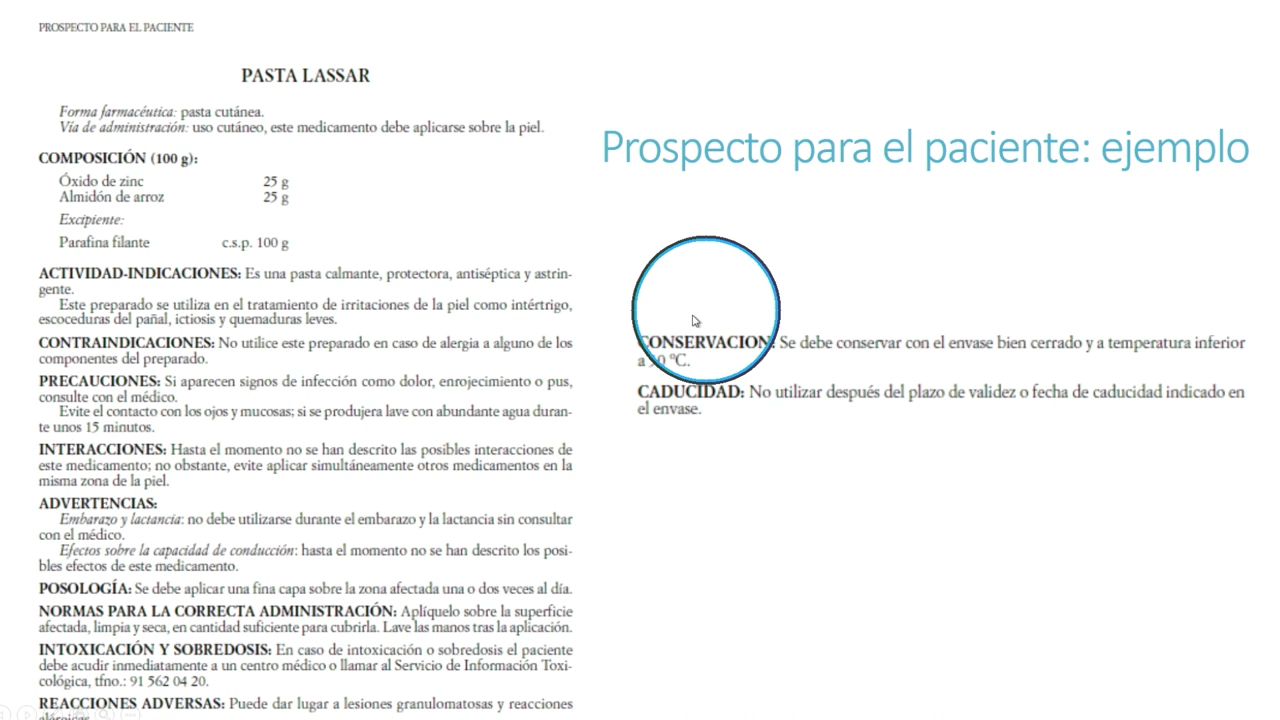 PROSPECTO PARA EL PACIENTE
PASTA LASSAR
Forma farmacéutica: pasta cutánea.
Vía de administración: uso cutáneo, este medicamento debe aplicarse sobre la piel.
COMPOSICIÓN (100 g):
Óxido de zinc 25 g
Almidón de arroz 25 g
Excipiente:
Parafina filante c.s.p. 100 g
ACTIVIDAD-INDICACIONES: Es una pasta calmante, protectora, antiséptica y astrin-
gente.
Este preparado se utiliza en el tratamiento de irritaciones de la piel como intértrigo,
escoceduras del pañal, ictiosis y quemaduras leves.
CONTRAINDICACIONES: No utilice este preparado en caso de alergia a alguno de los
componentes del preparado.
PRECAUCIONES: Si aparecen signos de infección como dolor, enrojecimiento o pus,
consulte con el médico.
Evite el contacto con los ojos y mucosas; si se produjera lave con abundante agua duran-
te unos 15 minutos.
INTERACCIONES: Hasta el momento no se han descrito las posibles interacciones de
este medicamento; no obstante, evite aplicar simultáneamente otros medicamentos en la
misma zona de la piel.
ADVERTENCIAS:
Embarazo y lactancia: no debe utilizarse durante el embarazo y la lactancia sin consultar
con el médico.
Efectos sobre la capacidad de conducción: hasta el momento no se han descrito los posi-
bles efectos de este medicamento.
POSOLOGÍA: Se debe aplicar una fina capa sobre la zona afectada una o dos veces al día.
NORMAS PARA LA CORRECTA ADMINISTRACIÓN: Aplíquelo sobre la superficie
afectada, limpia y seca, en cantidad suficiente para cubrirla. Lave las manos tras la aplicación.
INTOXICACIÓN Y SOBREDOSIS: En caso de intoxicación o sobredosis el paciente
debe acudir inmediatamente a un centro médico o llamar al Servicio de Información Toxi-
cológica, tfno.: 91 562 04 20.
REACCIONES ADVERSAS: Puede dar lugar a lesiones granulomatosas y reacciones
Prospecto para el paciente: ejemplo
CONSERVACION: Se debe conservar con el envase bien cerrado y a temperatura inferior
a ºC.
CADUCIDAD: No utilizar después del plazo de validez o fecha de caducidad indicado en
el envase.